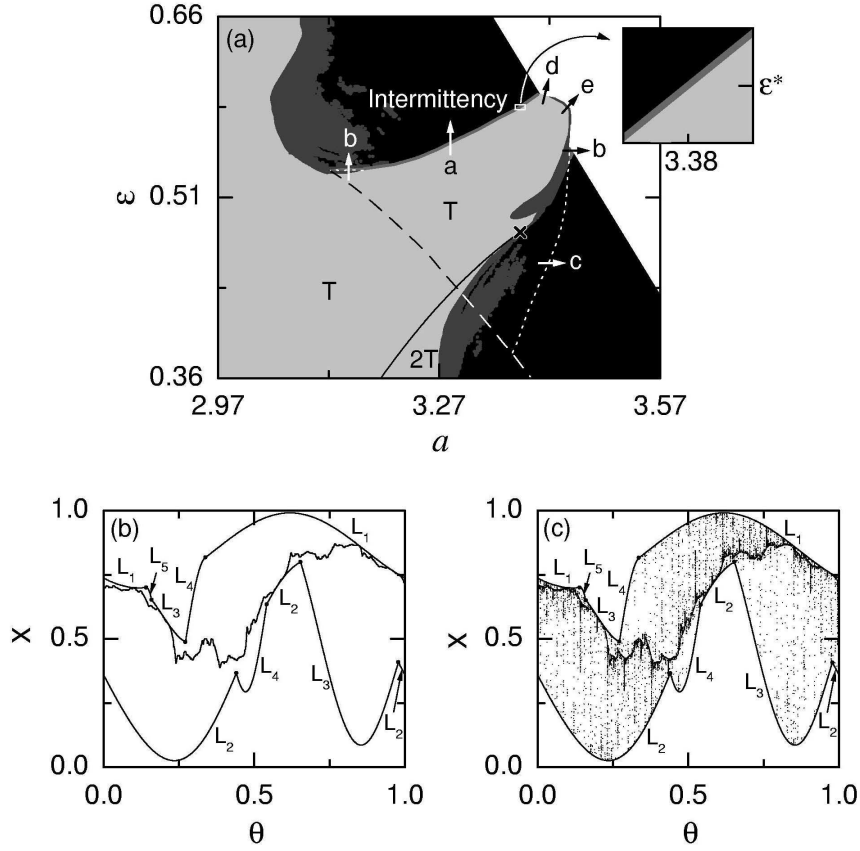 0.66
(a)
d
e
Intermittency
ε*
b
a
b
3.38
ε
0.51
T
c
T
2T
0.36
2.97
3.27
3.57
a
1.0
(b)
L₁
L₁
L₅
L₄
L₃
L₂
X
0.5
L₄
L₃
L₂
L₂
0.0
0.0
0.5
1.0
θ
1.0
(c)
L₁
L₁
L₅
L₄
L₃
L₂
X
0.5
L₄
L₃
L₂
L₂
0.0
0.0
0.5
1.0
θ